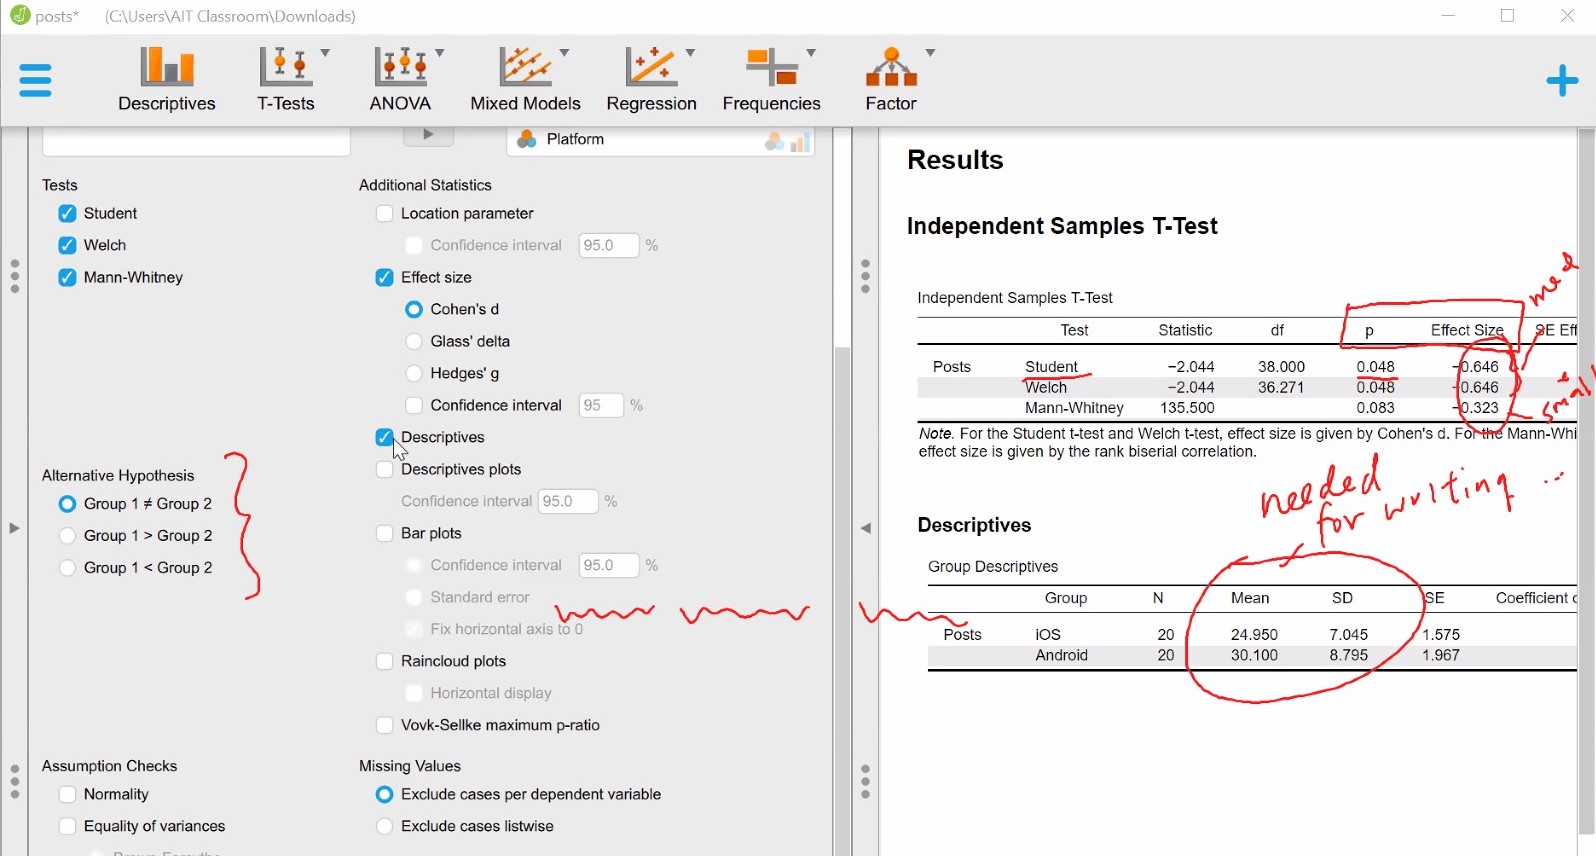 posts* (C:\Users\AIT Classroom\Downloads)
Descriptives T-Tests ANOVA Mixed Models Regression Frequencies Factor
Platform
Tests
Student
Welch
Mann-Whitney
Alternative Hypothesis
Group 1 ≠ Group 2
Group 1 > Group 2
Group 1 < Group 2
Assumption Checks
Normality
Equality of variances
Additional Statistics
Location parameter
Confidence interval 95.0 %
Effect size
Cohen's d
Glass' delta
Hedges' g
Confidence interval 95 %
Descriptives
Descriptives plots
Confidence interval 95.0 %
Bar plots
Confidence interval 95.0 %
Standard error
Fix horizontal axis to 0
Raincloud plots
Horizontal display
Vovk-Sellke maximum p-ratio
Missing Values
Exclude cases per dependent variable
Exclude cases listwise
Results
Independent Samples T-Test
Independent Samples T-Test
Test Statistic df p Effect Size SE Eff
Posts Student −2.044 38.000 0.048 −0.646
Welch −2.044 36.271 0.048 −0.646
Mann-Whitney 135.500 0.083 −0.323
Note. For the Student t-test and Welch t-test, effect size is given by Cohen's d. For the Mann-Whi
effect size is given by the rank biserial correlation.
med
small
needed
for writing ...
Descriptives
Group Descriptives
Group N Mean SD SE Coefficient o
Posts iOS 20 24.950 7.045 1.575
Android 20 30.100 8.795 1.967